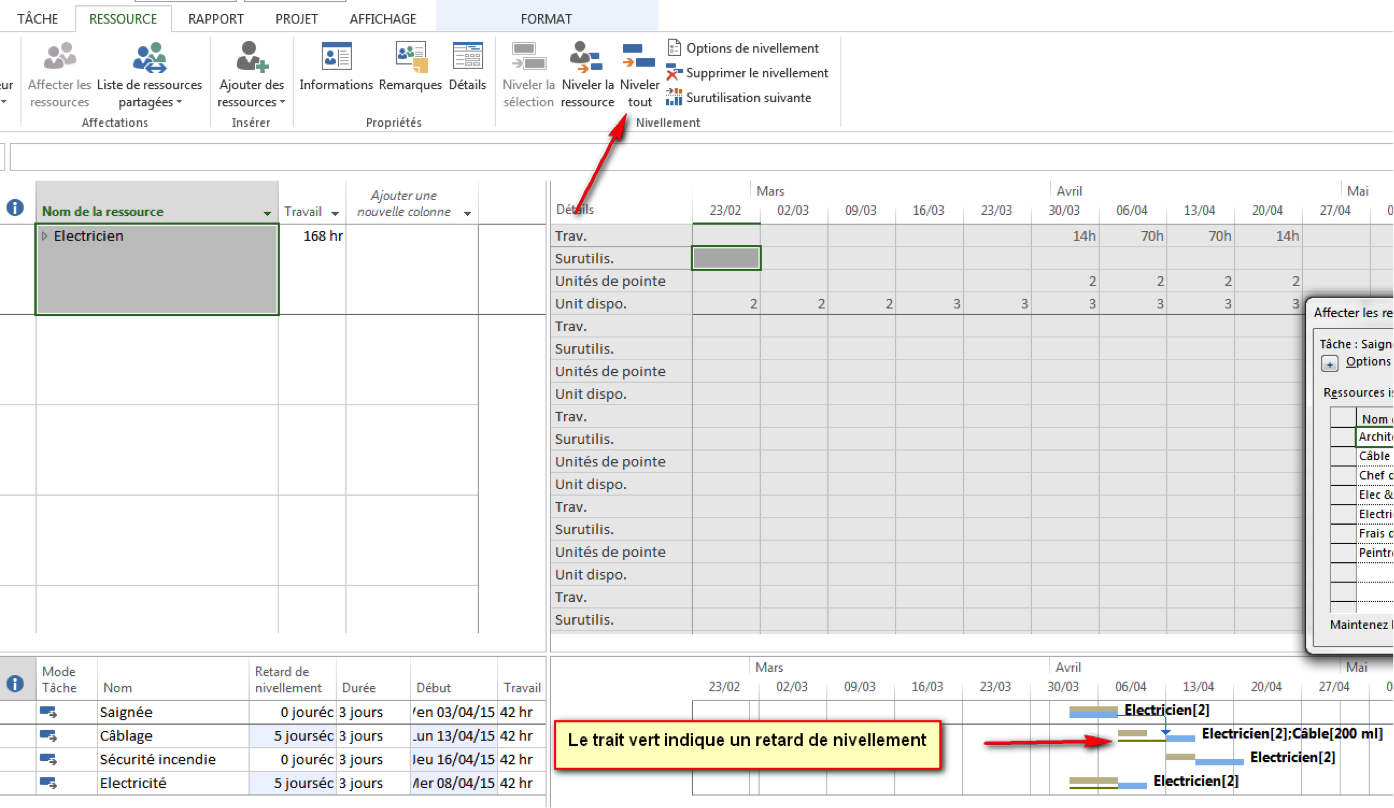 TÂCHE RESSOURCE RAPPORT PROJET AFFICHAGE FORMAT
Affecter les ressources
Liste de ressources partagées
Ajouter des ressources
Informations
Remarques
Détails
Niveler la sélection
Niveler la ressource
Niveler tout
Options de nivellement
Supprimer le nivellement
Surutilisation suivante
Affectations Insérer Propriétés Nivellement
Nom de la ressource Travail Ajouter une nouvelle colonne
Electricien 168 hr
Mars Avril Mai
Détails 23/02 02/03 09/03 16/03 23/03 30/03 06/04 13/04 20/04 27/04
Trav. 14h 70h 70h 14h
Surutilis.
Unités de pointe 2 2 2 2
Unit dispo. 2 2 2 3 3 3 3 3 3
Trav.
Surutilis.
Unités de pointe
Unit dispo.
Trav.
Surutilis.
Unités de pointe
Unit dispo.
Trav.
Surutilis.
Unités de pointe
Unit dispo.
Trav.
Surutilis.
Affecter les re
Tâche : Saign
+ Options
Ressources is
Nom
Archite
Câble
Chef d
Elec &
Electri
Frais d
Peintre
Maintenez
Mode Tâche Nom Retard de nivellement Durée Début Travail
Saignée 0 jouréc 3 jours 03/04/15 42 hr
Câblage 5 jourséc 3 jours 13/04/15 42 hr
Sécurité incendie 0 jouréc 3 jours 16/04/15 42 hr
Electricité 5 jourséc 3 jours 08/04/15 42 hr
Mars Avril Mai
23/02 02/03 09/03 16/03 23/03 30/03 06/04 13/04 20/04 27/04
Electricien[2]
Le trait vert indique un retard de nivellement
Electricien[2];Câble[200 ml]
Electricien[2]
Electricien[2]